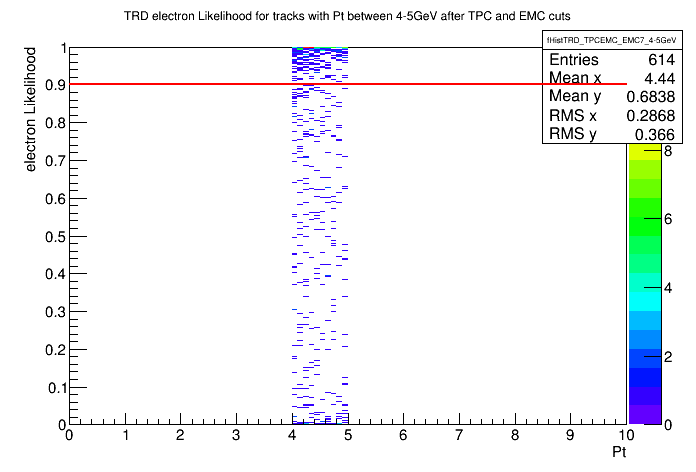 TRD electron Likelihood for tracks with Pt between 4-5GeV after TPC and EMC cuts
fHistTRD_TPCEMC_EMC7_4-5GeV
Entries 614
Mean x 4.44
Mean y 0.6838
RMS x 0.2868
RMS y 0.366
electron Likelihood
1
0.9
0.8
0.7
0.6
0.5
0.4
0.3
0.2
0.1
0
0 1 2 3 4 5 6 7 8 9 10
Pt
8
6
4
2
0